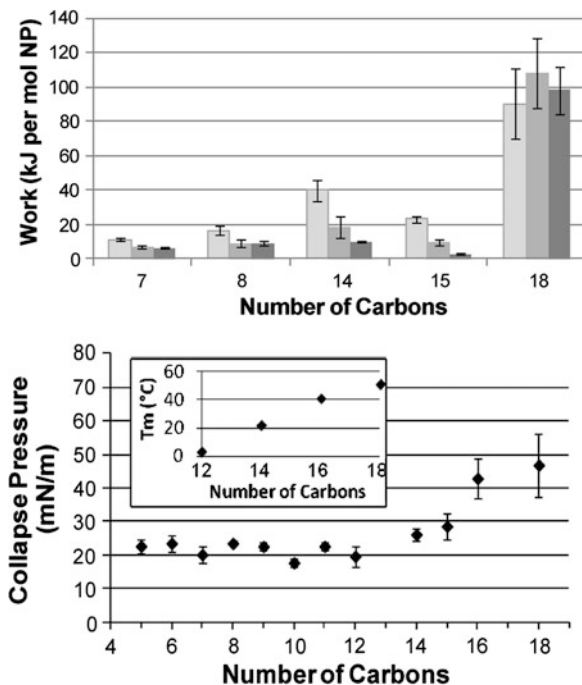 140
120
100
80
60
40
20
0
Work (kJ per mol NP)
7 8 14 15 18
Number of Carbons
80
70
60
50
40
30
20
10
0
Collapse Pressure
(mN/m)
60
40
20
0
Tm (°C)
12 14 16 18
Number of Carbons
4 6 8 10 12 14 16 18
Number of Carbons